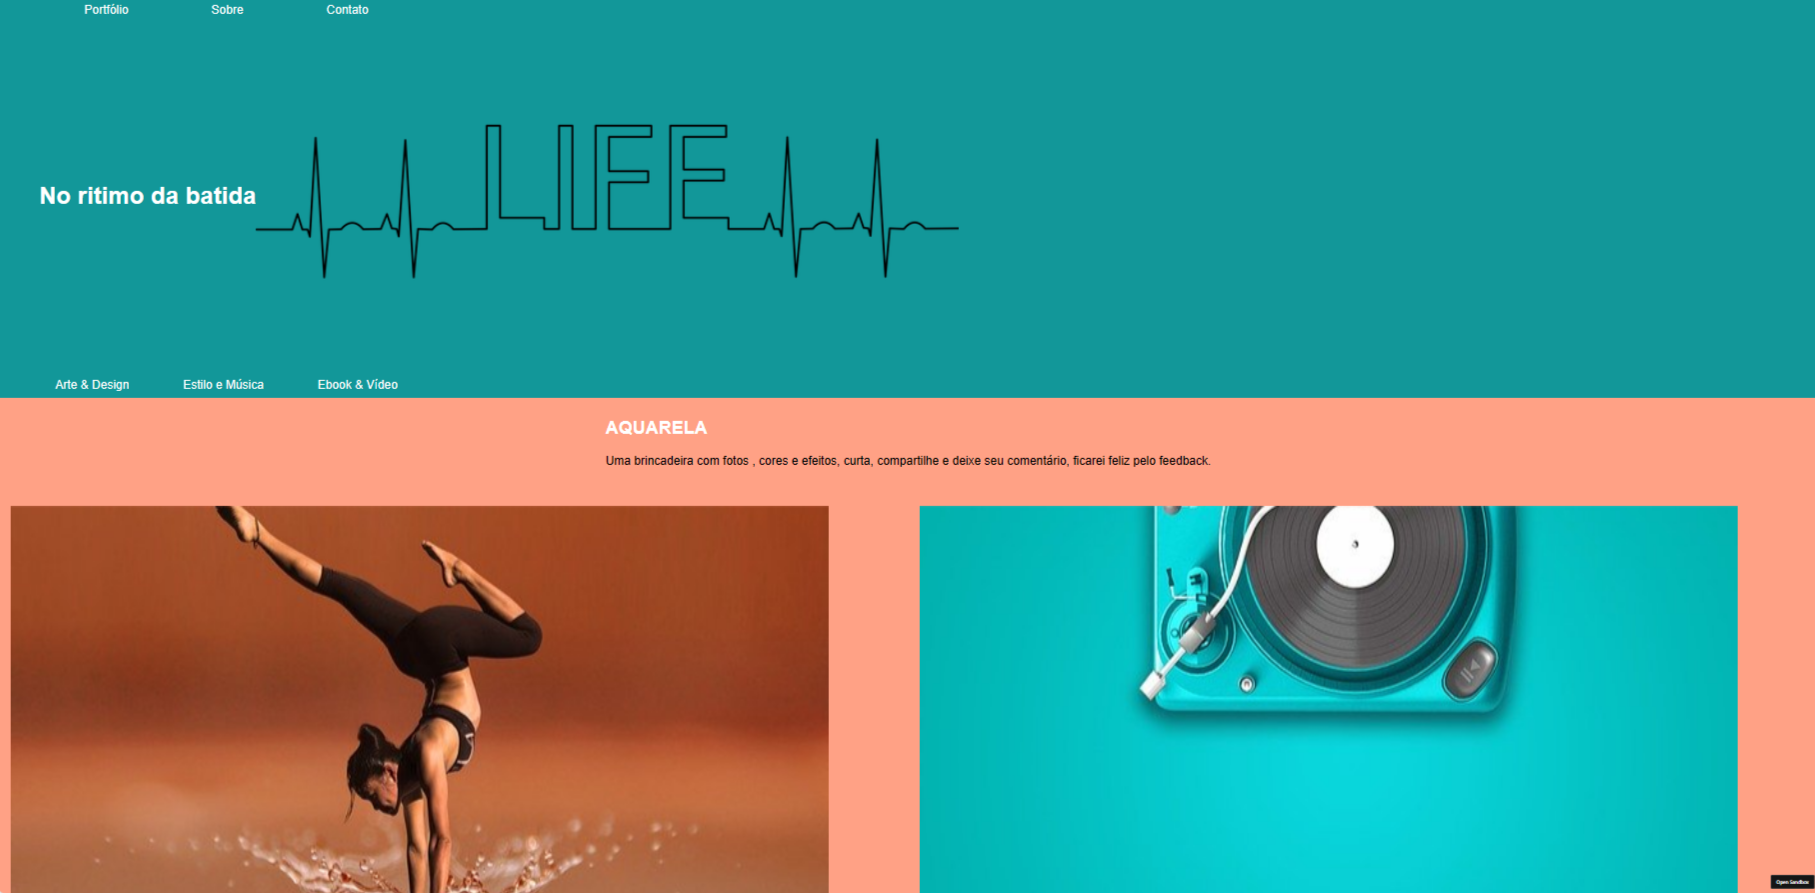 Portfólio Sobre Contato
LIFE
No ritimo da batida
Arte & Design Estilo e Música Ebook & Vídeo
AQUARELA
Uma brincadeira com fotos , cores e efeitos, curta, compartilhe e deixe seu comentário, ficarei feliz pelo feedback.
Open Sandbox